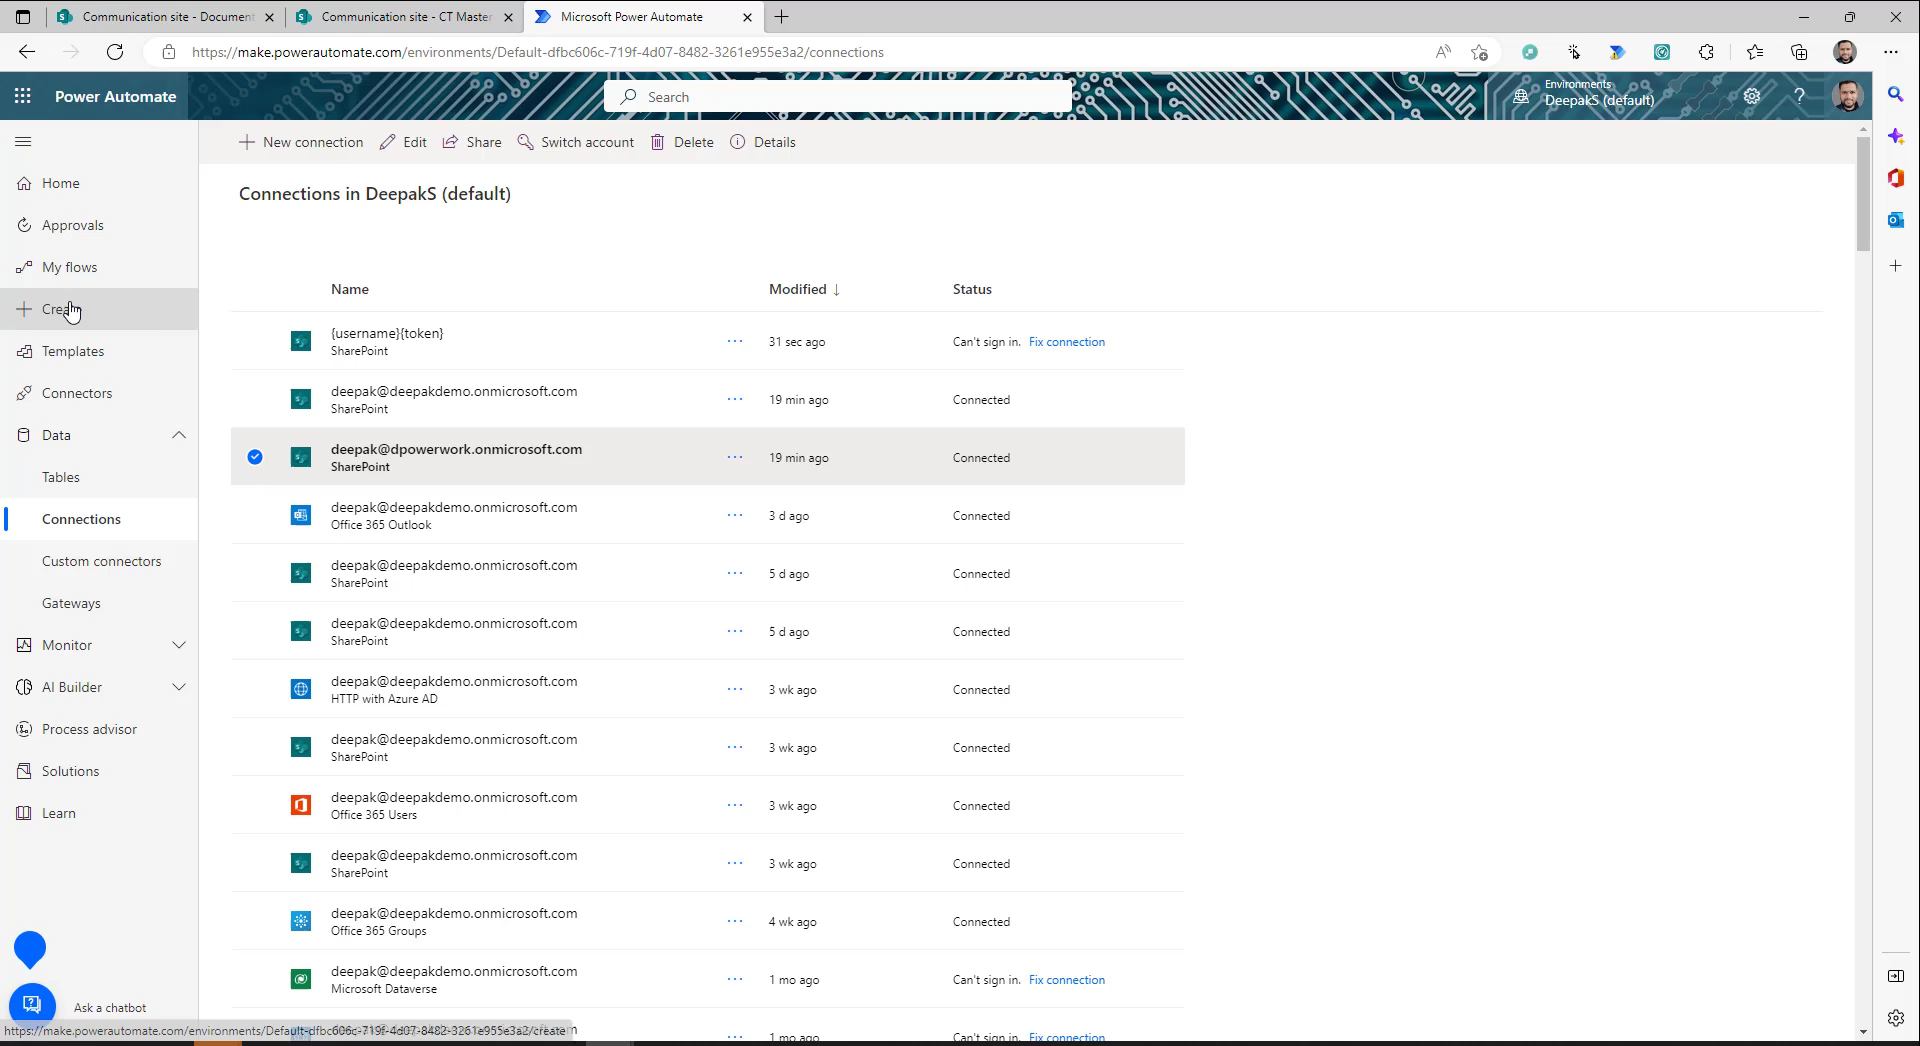 Communication site - Document
Communication site - CT Master
Microsoft Power Automate
https://make.powerautomate.com/environments/Default-dfbc606c-719f-4d07-8482-3261e955e3a2/connections
Power Automate
Search
Environments
DeepakS (default)
New connection
Edit
Share
Switch account
Delete
Details
Home
Approvals
My flows
Create
Templates
Connectors
Data
Tables
Connections
Custom connectors
Gateways
Monitor
AI Builder
Process advisor
Solutions
Learn
Ask a chatbot
Connections in DeepakS (default)
Name Modified ↓ Status
{username}{token}
SharePoint
31 sec ago
Can't sign in. Fix connection
deepak@deepakdemo.onmicrosoft.com
SharePoint
19 min ago
Connected
deepak@dpowerwork.onmicrosoft.com
SharePoint
19 min ago
Connected
deepak@deepakdemo.onmicrosoft.com
Office 365 Outlook
3 d ago
Connected
deepak@deepakdemo.onmicrosoft.com
SharePoint
5 d ago
Connected
deepak@deepakdemo.onmicrosoft.com
SharePoint
5 d ago
Connected
deepak@deepakdemo.onmicrosoft.com
HTTP with Azure AD
3 wk ago
Connected
deepak@deepakdemo.onmicrosoft.com
SharePoint
3 wk ago
Connected
deepak@deepakdemo.onmicrosoft.com
Office 365 Users
3 wk ago
Connected
deepak@deepakdemo.onmicrosoft.com
SharePoint
3 wk ago
Connected
deepak@deepakdemo.onmicrosoft.com
Office 365 Groups
4 wk ago
Connected
deepak@deepakdemo.onmicrosoft.com
Microsoft Dataverse
1 mo ago
Can't sign in. Fix connection
1 mo ago
Can't sign in. Fix connection
https://make.powerautomate.com/environments/Default-dfbc606c-719f-4d07-8482-3261e955e3a2/create